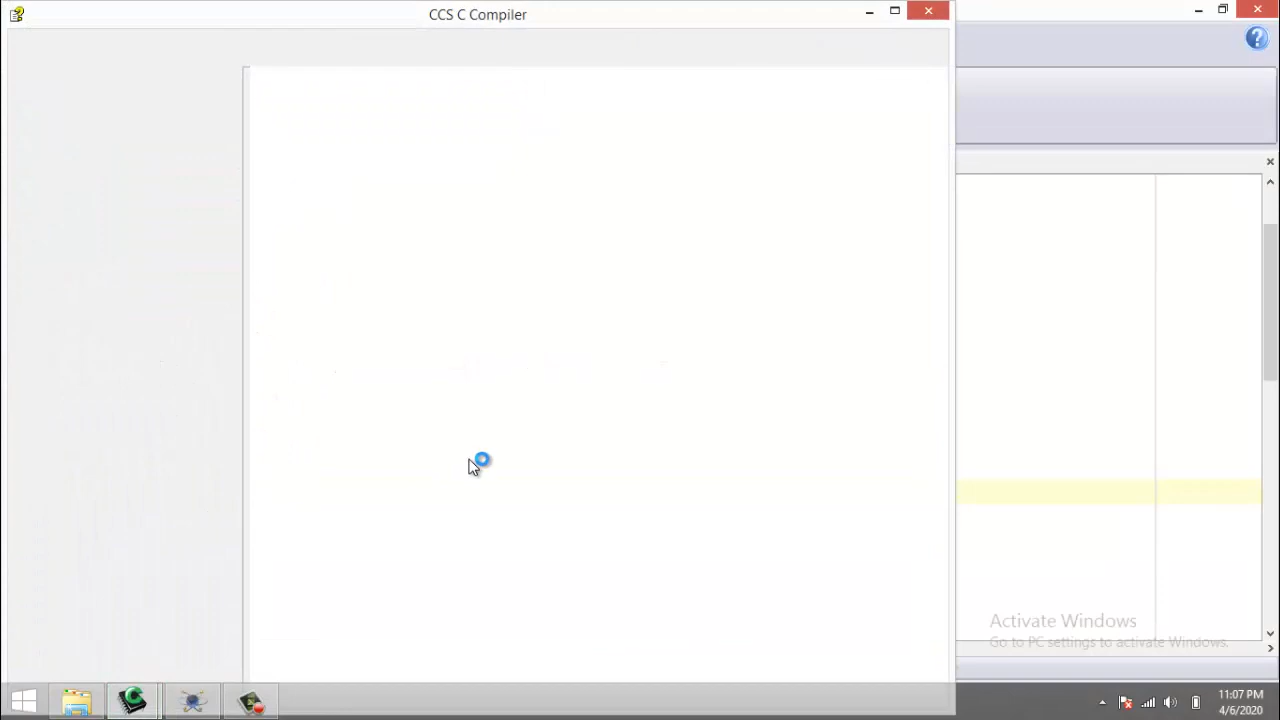 CCS C Compiler
Activate Windows
Go to PC settings to activate Windows.
11:07 PM
4/6/2020